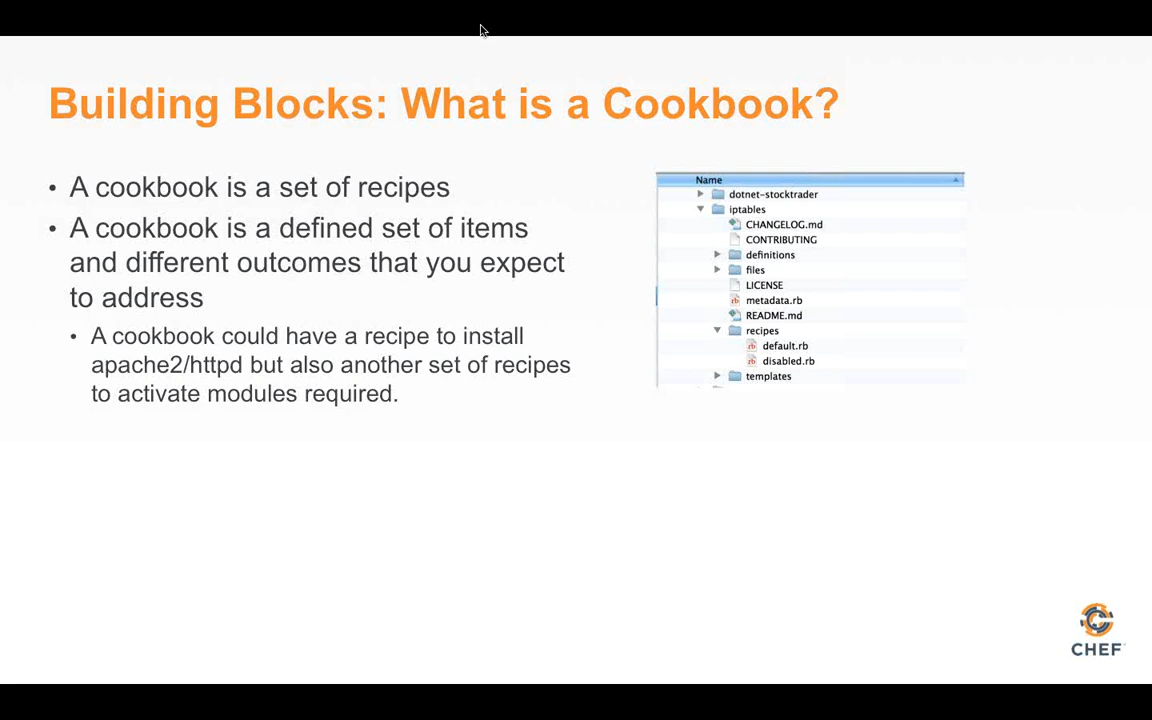 Building Blocks: What is a Cookbook?
• A cookbook is a set of recipes
• A cookbook is a defined set of items
and different outcomes that you expect
to address
• A cookbook could have a recipe to install
apache2/httpd but also another set of recipes
to activate modules required.
Name
dotnet-stocktrader
iptables
CHANGELOG.md
CONTRIBUTING
definitions
files
LICENSE
metadata.rb
README.md
recipes
default.rb
disabled.rb
templates
CHEF